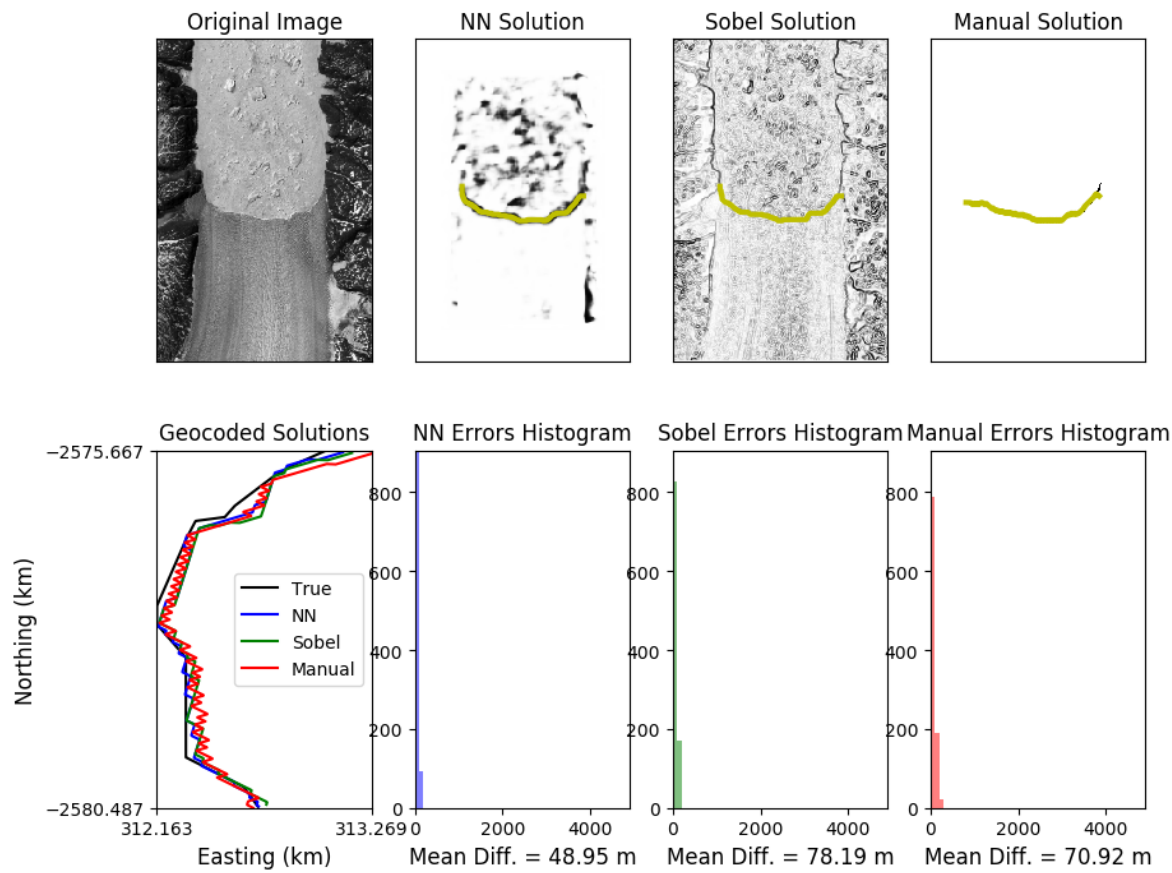 Original Image
NN Solution
Sobel Solution
Manual Solution
Geocoded Solutions
NN Errors Histogram
Sobel Errors Histogram
Manual Errors Histogram
−2575.667
−2580.487
Northing (km)
312.163
313.269
Easting (km)
True
NN
Sobel
Manual
800
600
400
200
0
0
2000
4000
Mean Diff. = 48.95 m
800
600
400
200
0
0
2000
4000
Mean Diff. = 78.19 m
800
600
400
200
0
0
2000
4000
Mean Diff. = 70.92 m